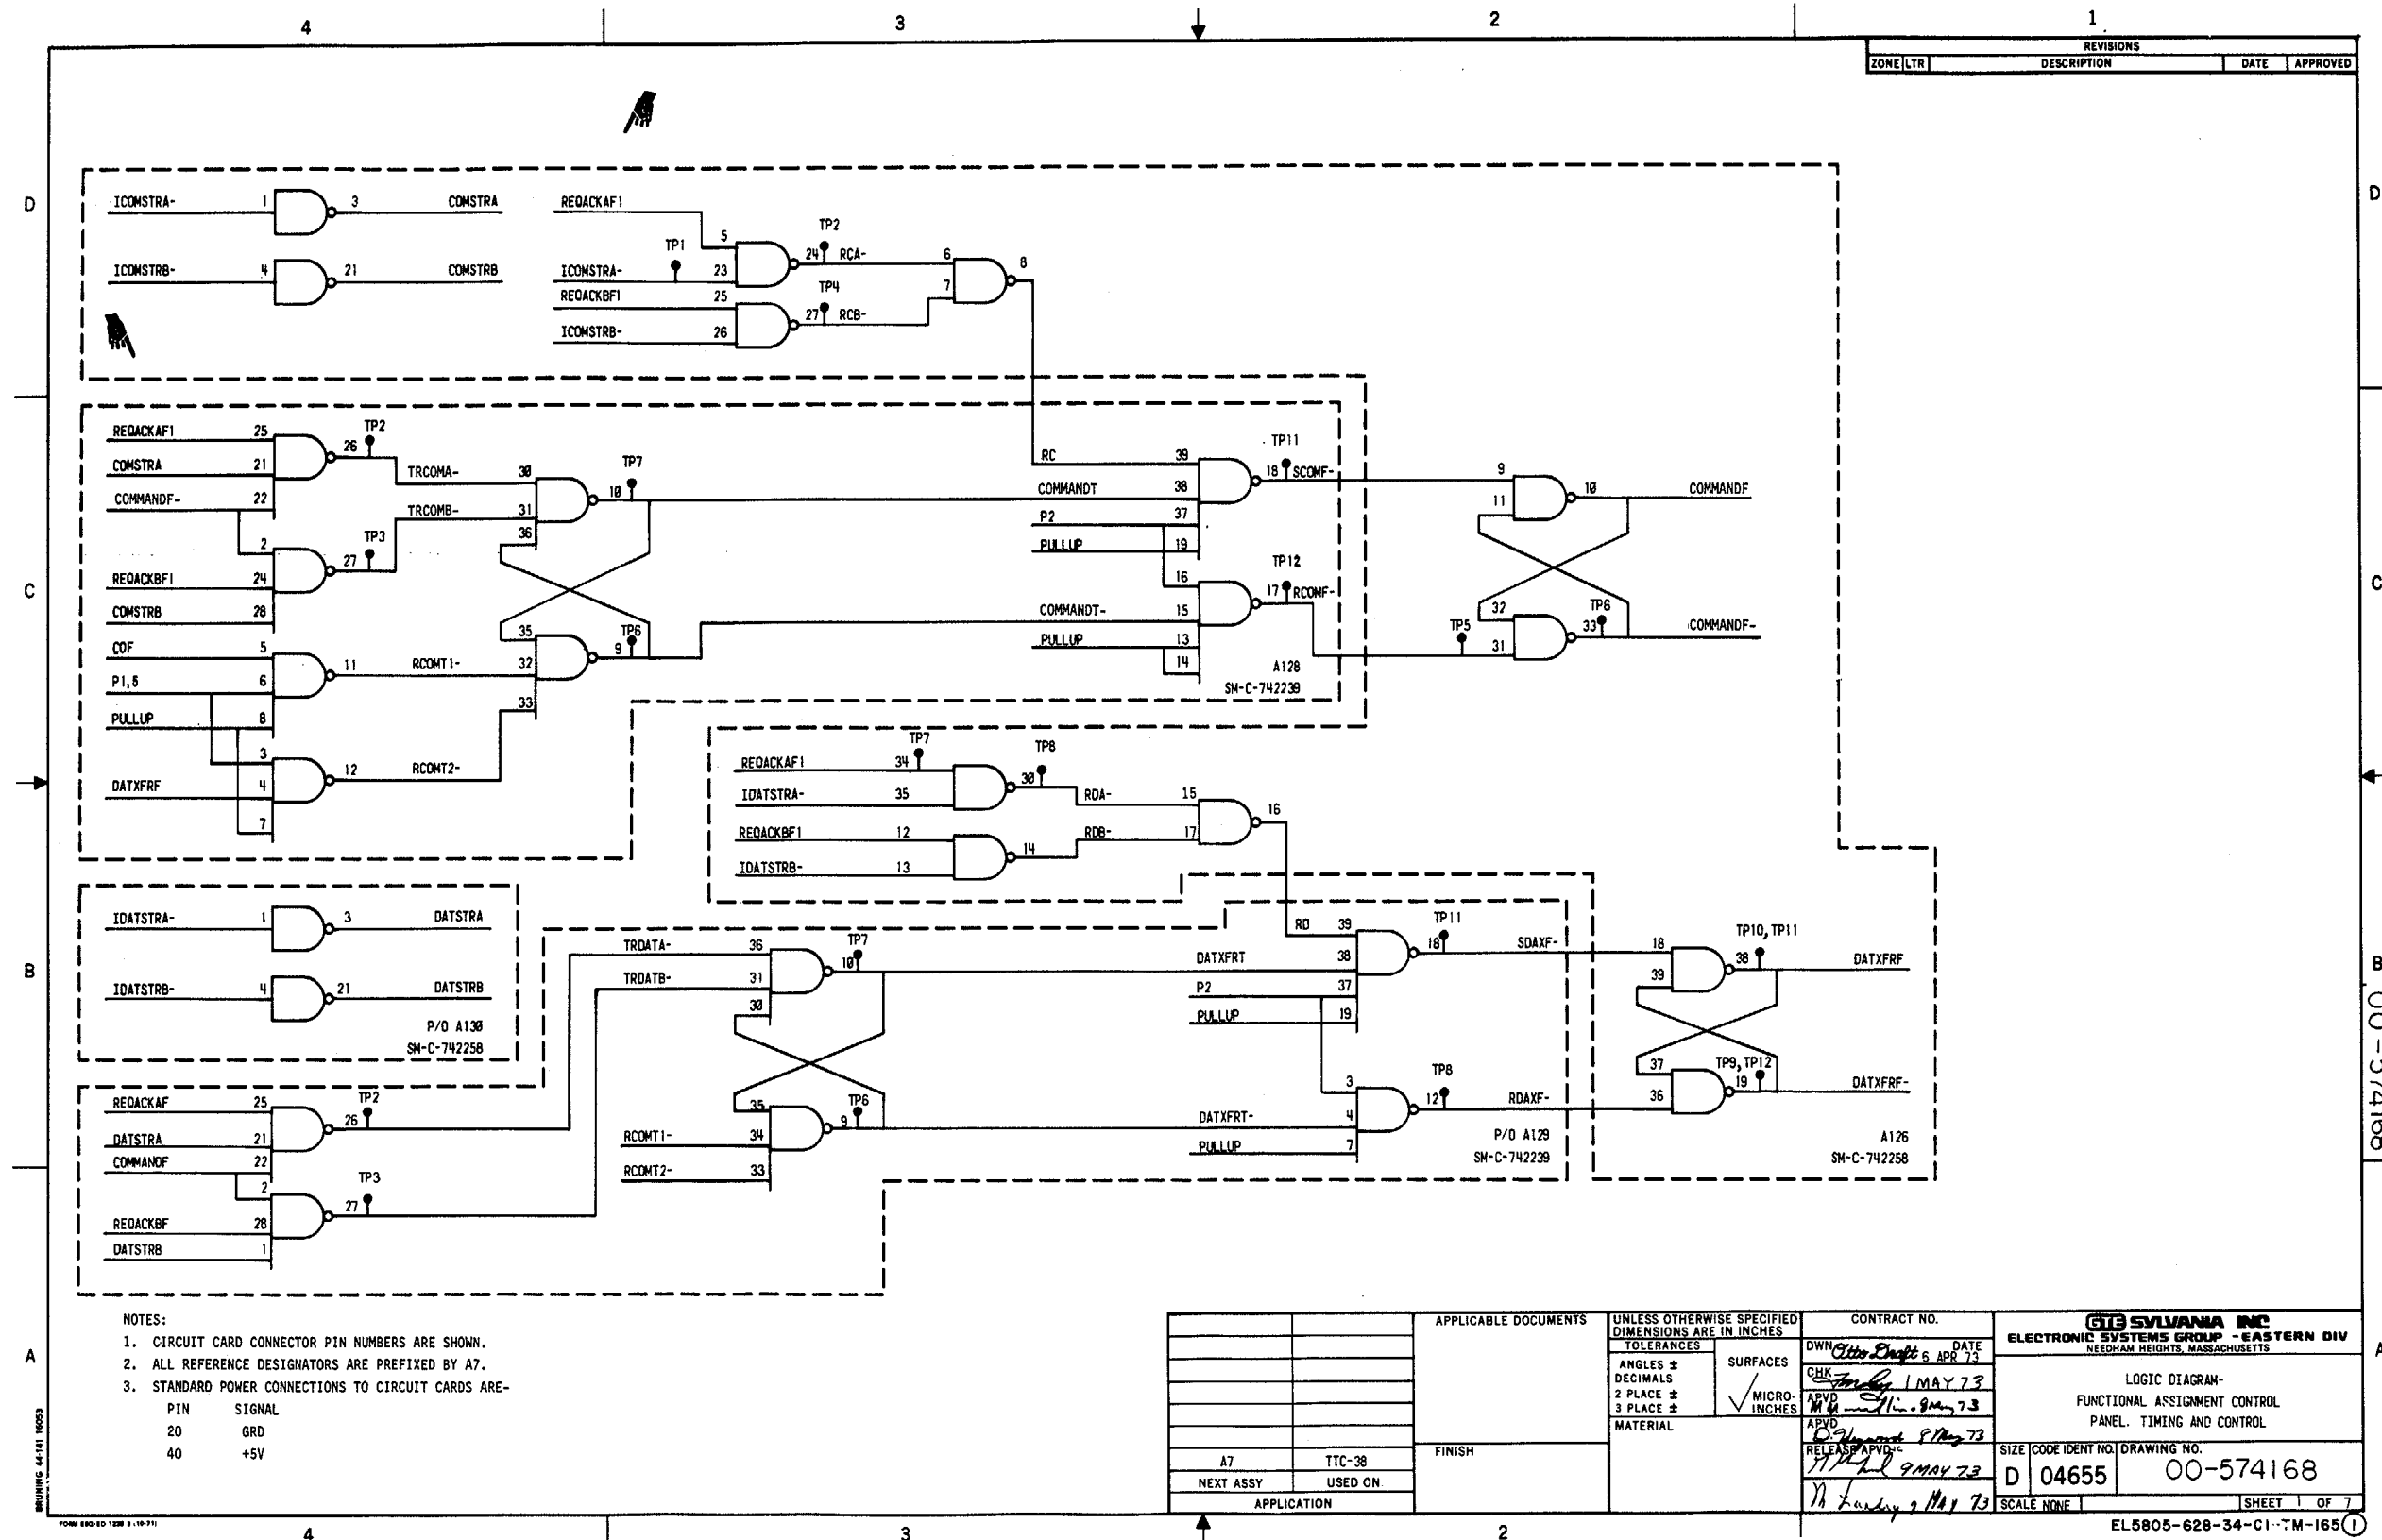 4
3
2
1
REVISIONS
ZONE LTR DESCRIPTION DATE APPROVED
D
D
ICOMSTRA- 1 3 COMSTRA
ICOMSTRB- 4 21 COMSTRB
REQACKAF1 5
TP1
ICOMSTRA- 23
24 TP2 RCA- 6
REQACKBF1 25
ICOMSTRB- 26
27 TP4 RCB- 7
8
REQACKAF1 25
COMSTRA 21
COMMANDF- 22
26 TP2
TRCOMA- 30
TRCOMB- 31
36
10 TP7
2
REQACKBF1 24
COMSTRB 28
27 TP3
C
C
COF 5
P1,5 6
PULLUP 8
11 RCOMT1- 32
35
33
9 TP6
3
DATXFRF 4
7
12 RCOMT2-
RC 39
COMMANDT 38
P2 37
PULLUP 19
18 TP11 SCOMF- 9
11
10 COMMANDF
16
COMMANDT- 15
PULLUP 13
14
17 TP12 RCOMF-
TP5 31
32
33 TP6 COMMANDF-
A128
SM-C-742239
REQACKAF1 34 TP7
IDATSTRA- 35
30 TP8 RDA- 15
REQACKBF1 12
IDATSTRB- 13
14 RDB- 17
16
IDATSTRA- 1 3 DATSTRA
IDATSTRB- 4 21 DATSTRB
P/O A130
SM-C-742258
B
B
TRDATA- 36
TRDATB- 31
30
10 TP7
RD 39
DATXFRT 38
P2 37
PULLUP 19
18 TP11 SDAXF- 18
39
38 TP10, TP11 DATXFRF
REQACKAF 25
DATSTRA 21
COMMANDF 22
26 TP2
2
REQACKBF 28
DATSTRB 1
27 TP3
35
RCOMT1- 34
RCOMT2- 33
9 TP6
3
DATXFRT- 4
PULLUP 7
12 TP8 RDAXF- 36
37
19 TP9, TP12 DATXFRF-
P/O A129
SM-C-742239
A126
SM-C-742258
00-574168
A
A
NOTES:
1. CIRCUIT CARD CONNECTOR PIN NUMBERS ARE SHOWN.
2. ALL REFERENCE DESIGNATORS ARE PREFIXED BY A7.
3. STANDARD POWER CONNECTIONS TO CIRCUIT CARDS ARE-
PIN SIGNAL
20 GRD
40 +5V
BRUNING 44-141 16053
A7 TTC-38
NEXT ASSY USED ON
APPLICATION
APPLICABLE DOCUMENTS
FINISH
UNLESS OTHERWISE SPECIFIED
DIMENSIONS ARE IN INCHES
TOLERANCES
ANGLES ±
DECIMALS
2 PLACE ±
3 PLACE ±
SURFACES
MICRO-
INCHES
MATERIAL
CONTRACT NO.
DWN Otto Draft DATE 6 APR 73
CHK 1 MAY 73
APVD 8 May 73
APVD 8 May 73
RELEASE APVD 9 MAY 73
9 MAY 73
GTE SYLVANIA INC
ELECTRONIC SYSTEMS GROUP - EASTERN DIV
NEEDHAM HEIGHTS, MASSACHUSETTS
LOGIC DIAGRAM-
FUNCTIONAL ASSIGNMENT CONTROL
PANEL. TIMING AND CONTROL
SIZE CODE IDENT NO. DRAWING NO.
D 04655 00-574168
SCALE NONE SHEET 1 OF 7
4
3
2
EL5805-628-34-C1-TM-165 1